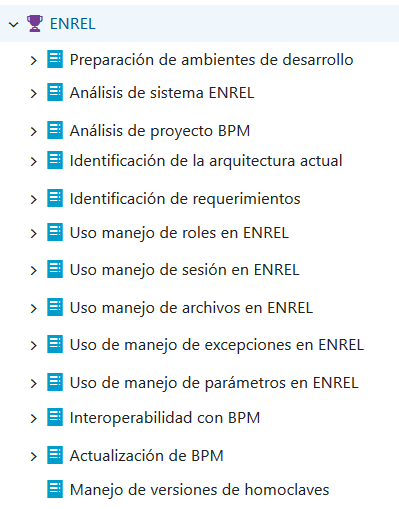 ENREL
Preparación de ambientes de desarrollo
Análisis de sistema ENREL
Análisis de proyecto BPM
Identificación de la arquitectura actual
Identificación de requerimientos
Uso manejo de roles en ENREL
Uso manejo de sesión en ENREL
Uso manejo de archivos en ENREL
Uso de manejo de excepciones en ENREL
Uso de manejo de parámetros en ENREL
Interoperabilidad con BPM
Actualización de BPM
Manejo de versiones de homoclaves